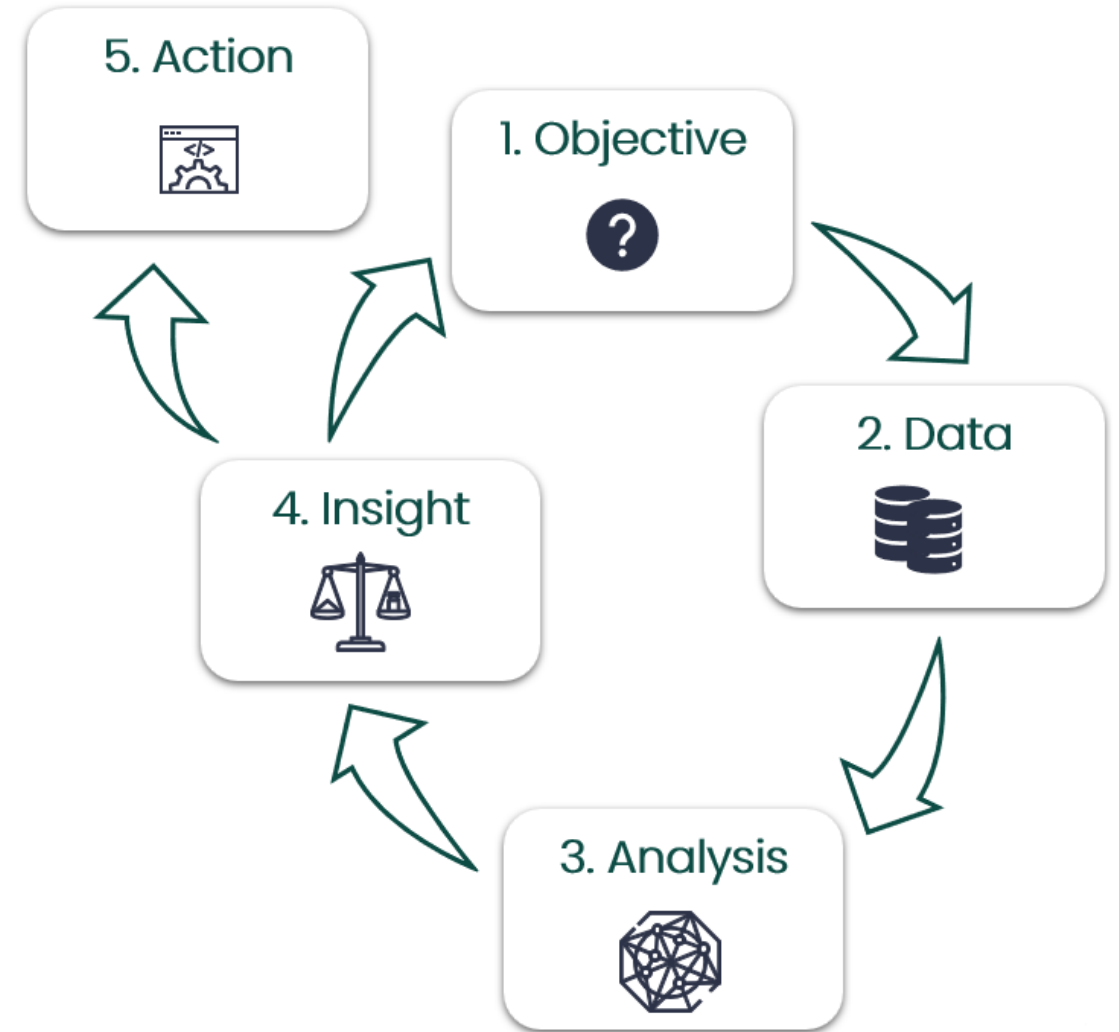 5. Action
1. Objective
2. Data
4. Insight
3. Analysis